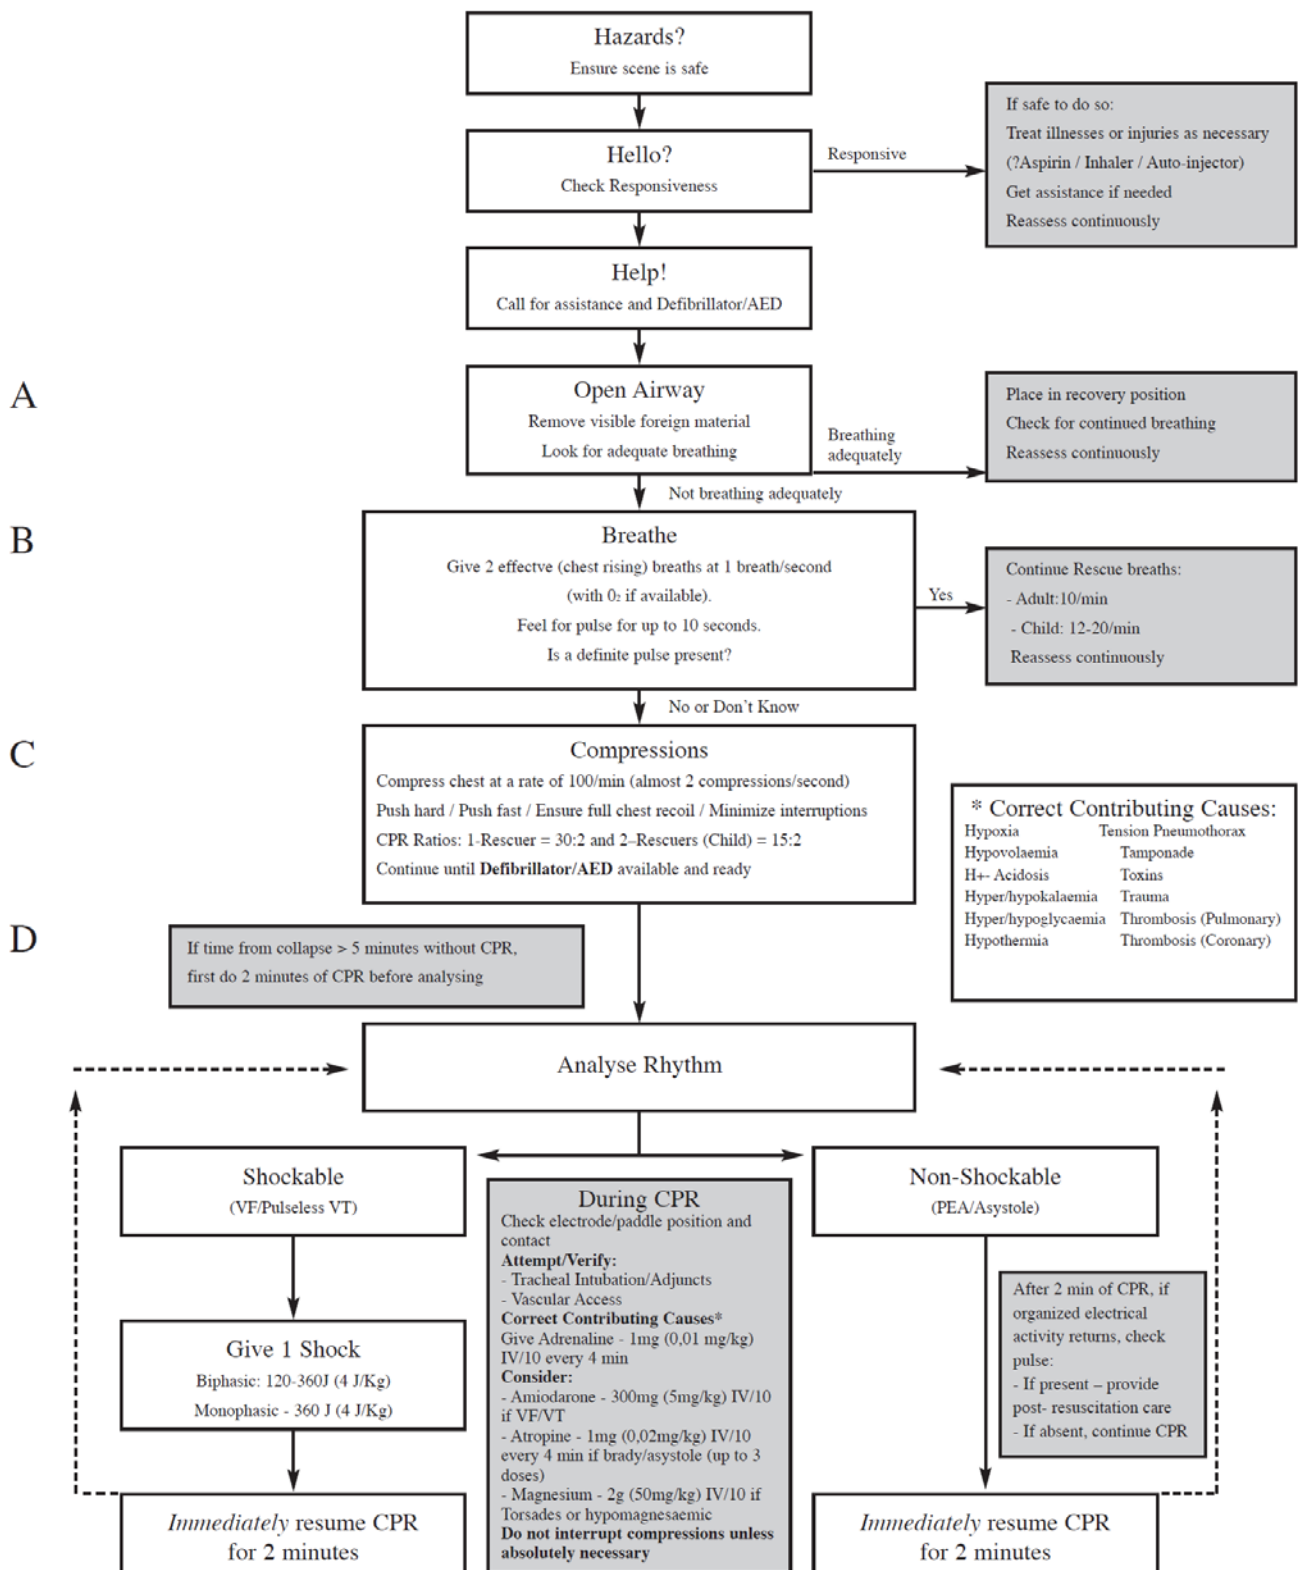 Hazards?
Ensure scene is safe
Hello?
Check Responsiveness
Responsive
If safe to do so:
Treat illnesses or injuries as necessary
(?Aspirin / Inhaler / Auto-injector)
Get assistance if needed
Reassess continuously
Help!
Call for assistance and Defibrillator/AED
A
Open Airway
Remove visible foreign material
Look for adequate breathing
Breathing
adequately
Place in recovery position
Check for continued breathing
Reassess continuously
Not breathing adequately
B
Breathe
Give 2 effectve (chest rising) breaths at 1 breath/second
(with 0₂ if available).
Feel for pulse for up to 10 seconds.
Is a definite pulse present?
Yes
Continue Rescue breaths:
- Adult:10/min
- Child: 12-20/min
Reassess continuously
No or Don't Know
C
Compressions
Compress chest at a rate of 100/min (almost 2 compressions/second)
Push hard / Push fast / Ensure full chest recoil / Minimize interruptions
CPR Ratios: 1-Rescuer = 30:2 and 2–Rescuers (Child) = 15:2
Continue until Defibrillator/AED available and ready
* Correct Contributing Causes:
Hypoxia Tension Pneumothorax
Hypovolaemia Tamponade
H+- Acidosis Toxins
Hyper/hypokalaemia Trauma
Hyper/hypoglycaemia Thrombosis (Pulmonary)
Hypothermia Thrombosis (Coronary)
D
If time from collapse > 5 minutes without CPR,
first do 2 minutes of CPR before analysing
Analyse Rhythm
Shockable
(VF/Pulseless VT)
Give 1 Shock
Biphasic: 120-360J (4 J/Kg)
Monophasic - 360 J (4 J/Kg)
Immediately resume CPR
for 2 minutes
During CPR
Check electrode/paddle position and
contact
Attempt/Verify:
- Tracheal Intubation/Adjuncts
- Vascular Access
Correct Contributing Causes*
Give Adrenaline - 1mg (0,01 mg/kg)
IV/10 every 4 min
Consider:
- Amiodarone - 300mg (5mg/kg) IV/10
if VF/VT
- Atropine - 1mg (0,02mg/kg) IV/10
every 4 min if brady/asystole (up to 3
doses)
- Magnesium - 2g (50mg/kg) IV/10 if
Torsades or hypomagnesaemic
Do not interrupt compressions unless
absolutely necessary
Non-Shockable
(PEA/Asystole)
After 2 min of CPR, if
organized electrical
activity returns, check
pulse:
- If present – provide
post- resuscitation care
- If absent, continue CPR
Immediately resume CPR
for 2 minutes